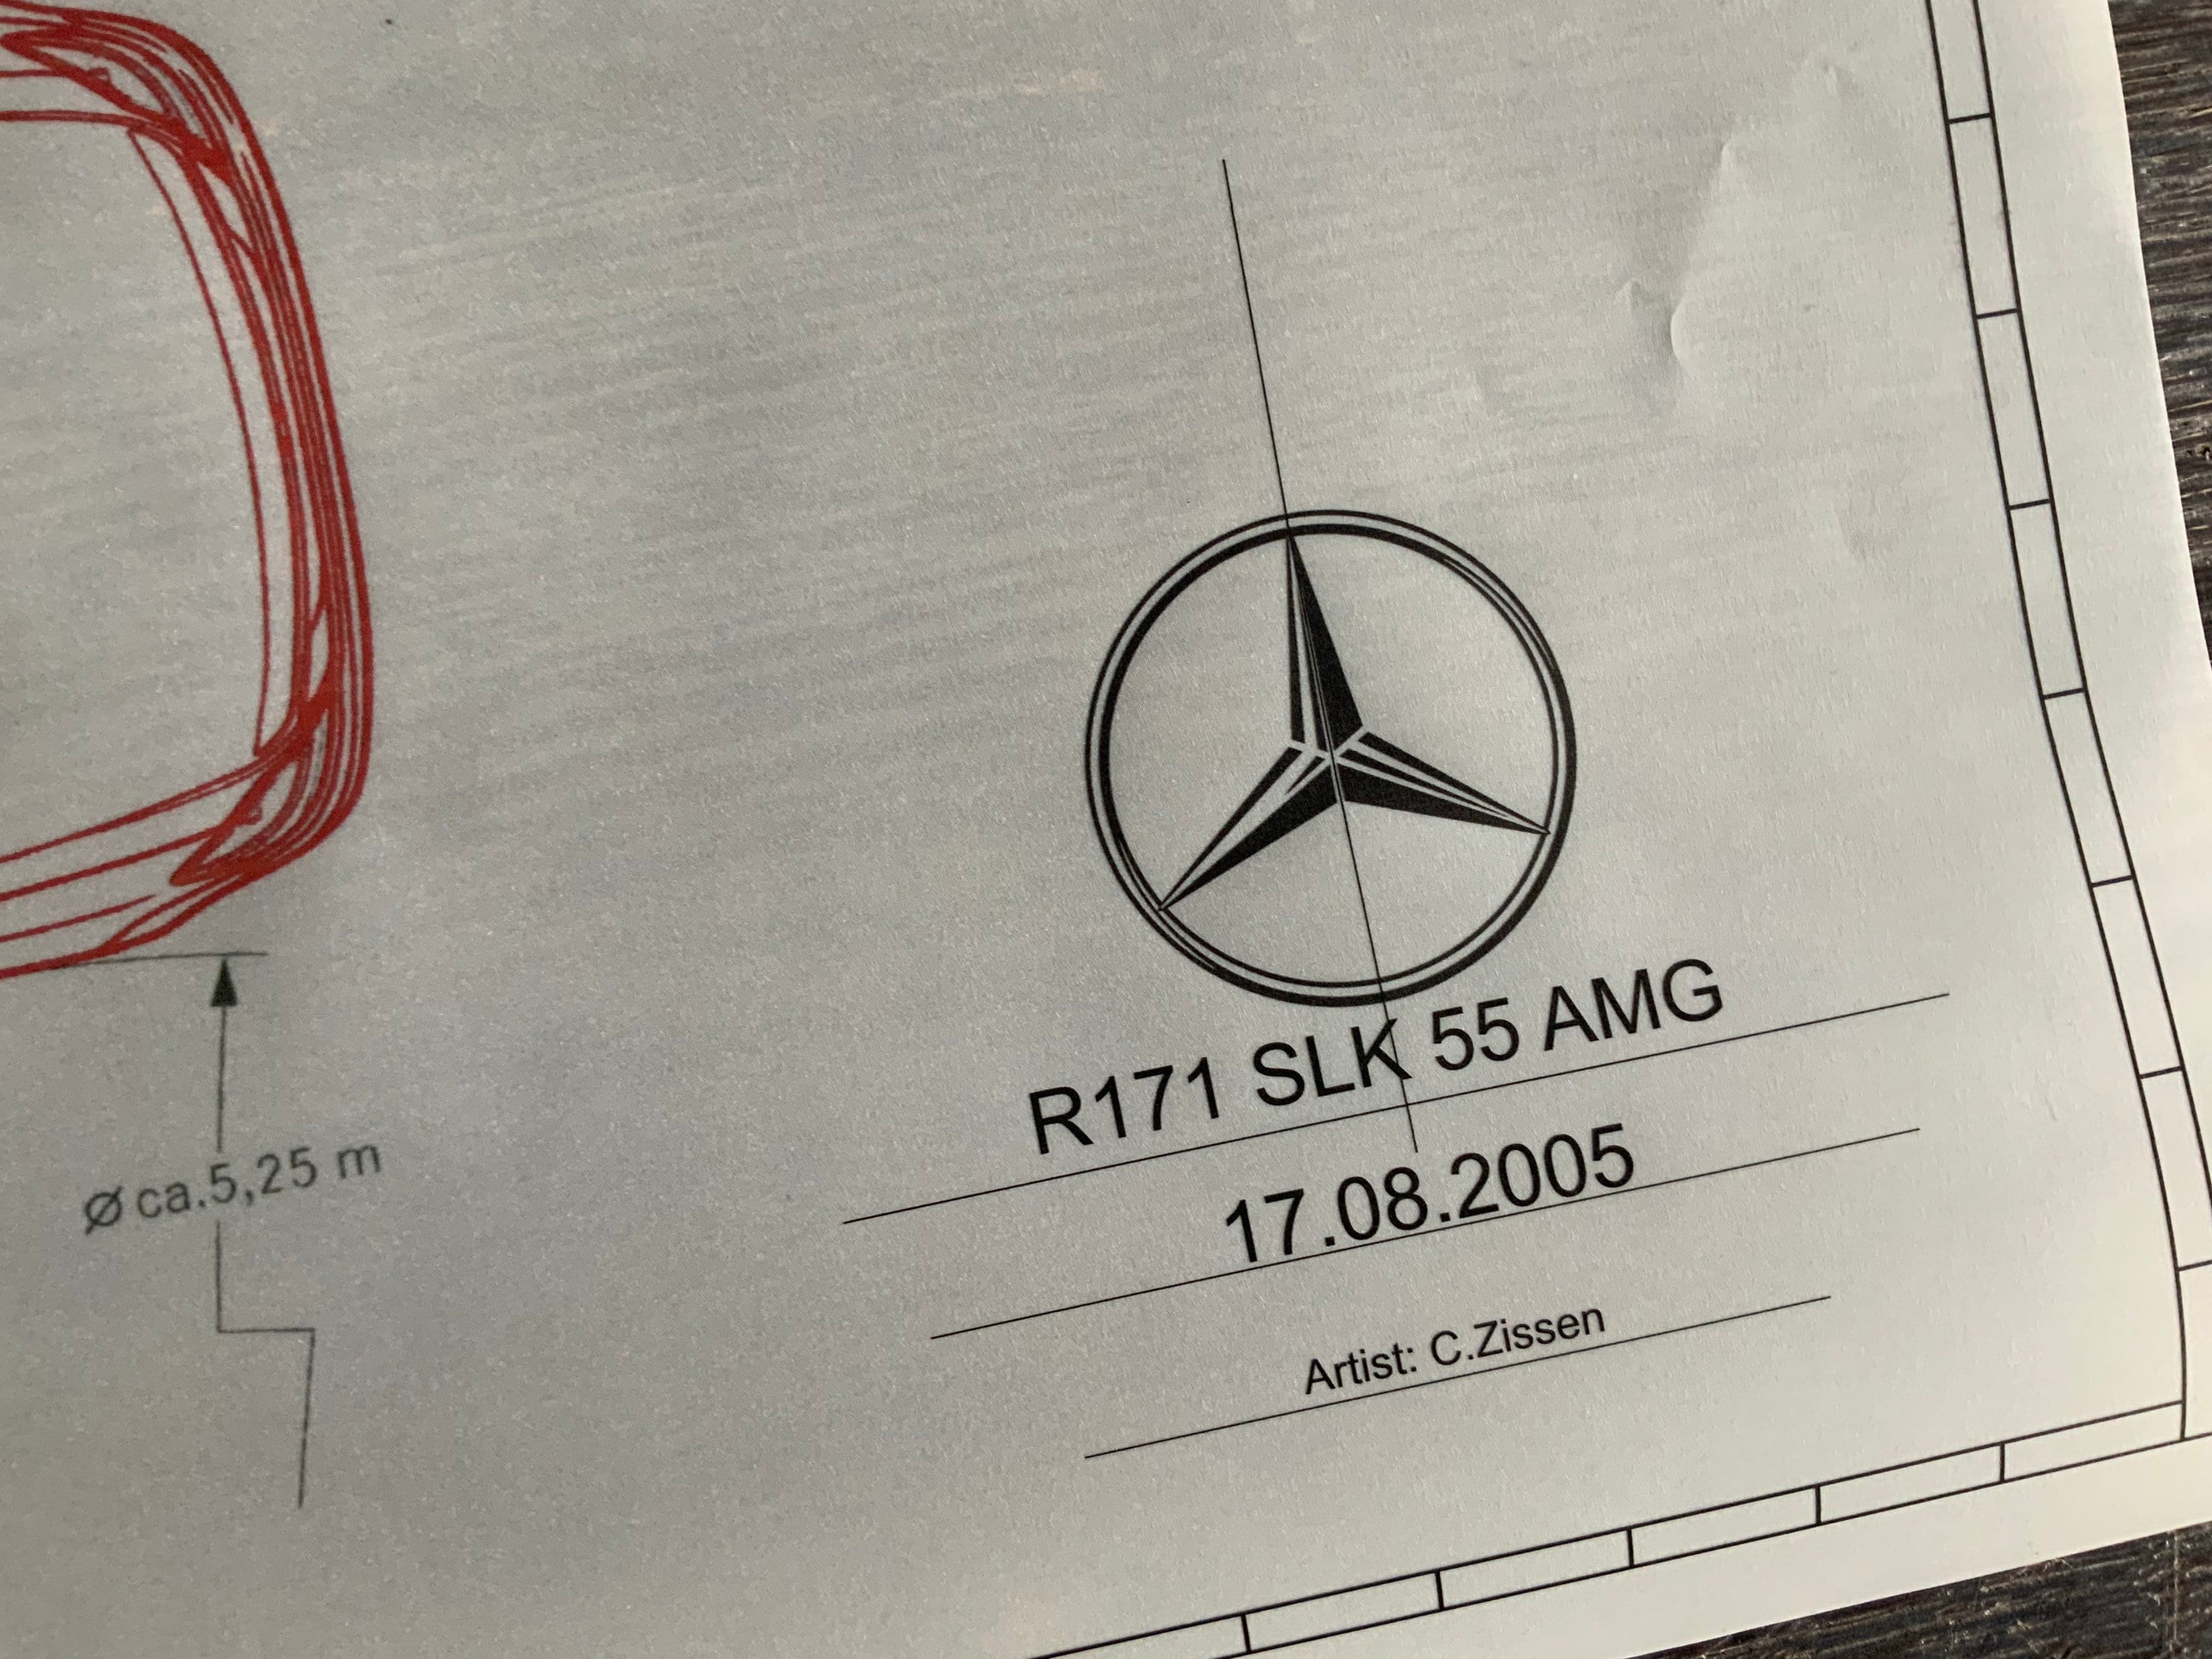 R171 SLK 55 AMG
17.08.2005
Artist: C.Zissen
Ø ca.5,25 m